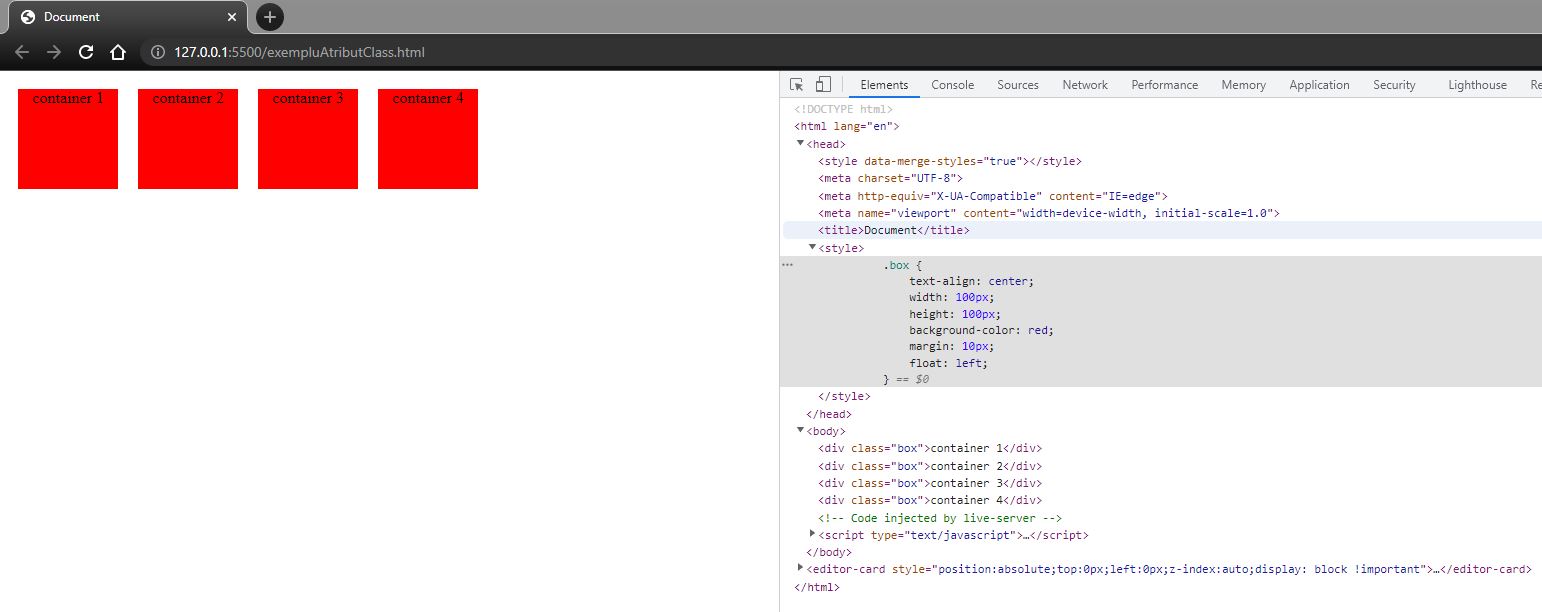 Document
127.0.0.1:5500/exempluAtributClass.html
container 1 container 2 container 3 container 4
Elements Console Sources Network Performance Memory Application Security Lighthouse Re
<!DOCTYPE html>
<html lang="en">
<head>
<style data-merge-styles="true"></style>
<meta charset="UTF-8">
<meta http-equiv="X-UA-Compatible" content="IE=edge">
<meta name="viewport" content="width=device-width, initial-scale=1.0">
<title>Document</title>
<style>
.box {
text-align: center;
width: 100px;
height: 100px;
background-color: red;
margin: 10px;
float: left;
} == $0
</style>
</head>
<body>
<div class="box">container 1</div>
<div class="box">container 2</div>
<div class="box">container 3</div>
<div class="box">container 4</div>
<!-- Code injected by live-server -->
<script type="text/javascript">…</script>
</body>
<editor-card style="position:absolute;top:0px;left:0px;z-index:auto;display: block !important">…</editor-card>
</html>